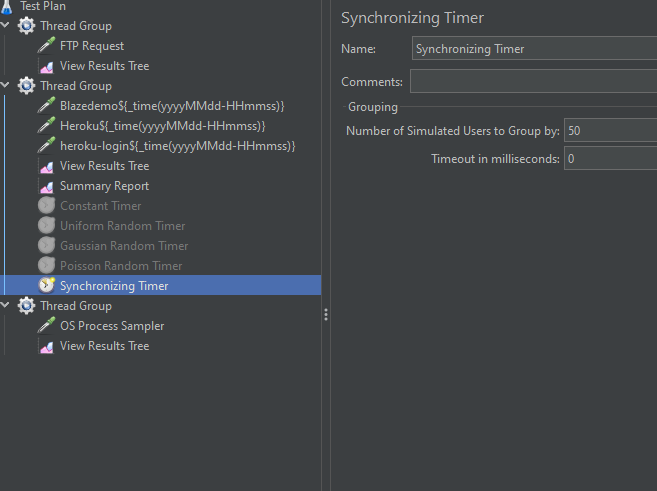 Test Plan
Thread Group
FTP Request
View Results Tree
Thread Group
Blazedemo${_time(yyyyMMdd-HHmmss)}
Heroku${_time(yyyyMMdd-HHmmss)}
heroku-login${_time(yyyyMMdd-HHmmss)}
View Results Tree
Summary Report
Constant Timer
Uniform Random Timer
Gaussian Random Timer
Poisson Random Timer
Synchronizing Timer
Thread Group
OS Process Sampler
View Results Tree
Synchronizing Timer
Name: Synchronizing Timer
Comments:
Grouping
Number of Simulated Users to Group by: 50
Timeout in milliseconds: 0